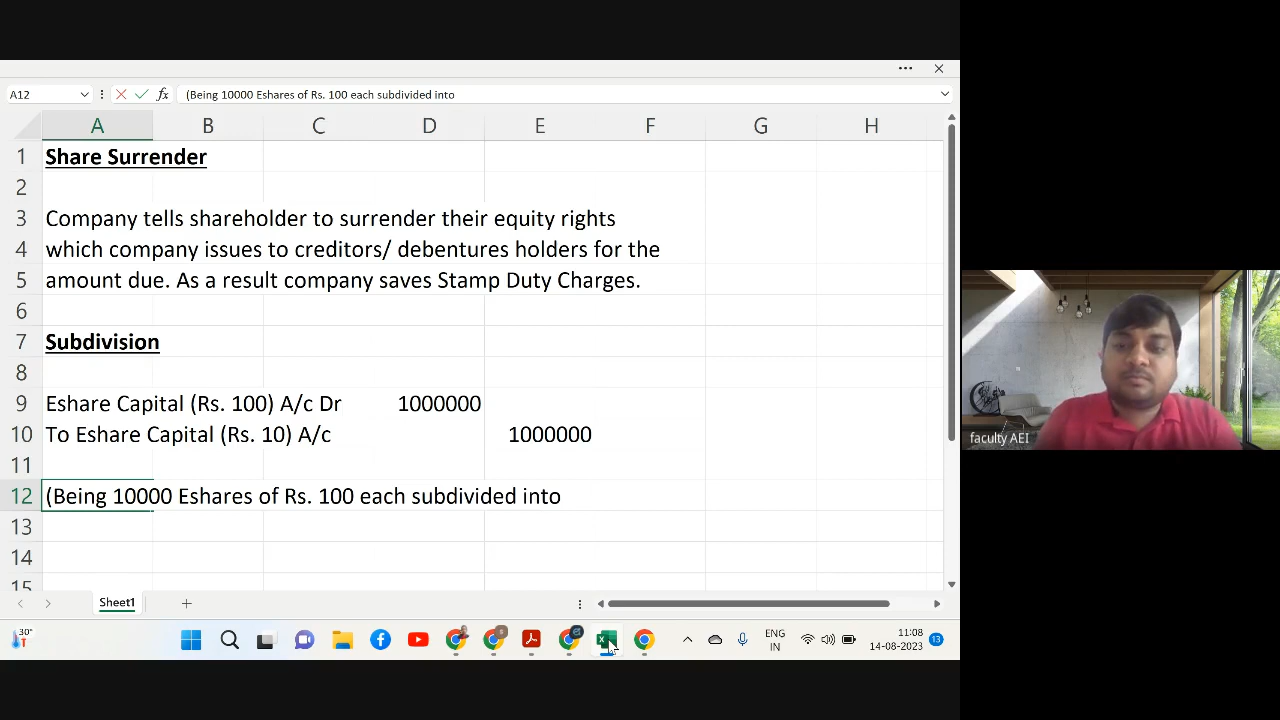 A12 fx (Being 10000 Eshares of Rs. 100 each subdivided into
A B C D E F G H
1 Share Surrender
2
3 Company tells shareholder to surrender their equity rights
4 which company issues to creditors/ debentures holders for the
5 amount due. As a result company saves Stamp Duty Charges.
6
7 Subdivision
8
9 Eshare Capital (Rs. 100) A/c Dr 1000000
10 To Eshare Capital (Rs. 10) A/c 1000000
11
12 (Being 10000 Eshares of Rs. 100 each subdivided into
13
14
15
faculty AEI
Sheet1
30°
ENG
IN
11:08
14-08-2023
13